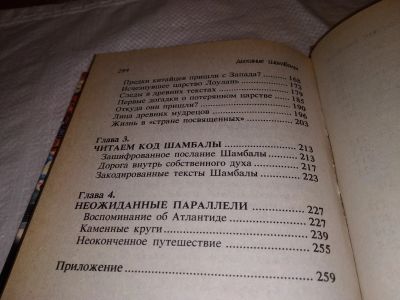 284 Дыхание Шамбалы
Предки китайцев пришли с Запада? 168
Исчезнувшее царство Лоулань 173
Следы в древних текстах 179
Первые догадки о потерянном царстве 185
Откуда они пришли? 190
Лица древних мудрецов 196
Жизнь в «стране посвященных» 203
Глава 3.
ЧИТАЕМ КОД ШАМБАЛЫ 213
Зашифрованное послание Шамбалы 213
Дорога внутрь собственного духа 217
Закодированные тексты Шамбалы 223
Глава 4.
НЕОЖИДАННЫЕ ПАРАЛЛЕЛИ 227
Воспоминание об Атлантиде 227
Каменные круги 239
Неоконченное путешествие 255
Приложение 259